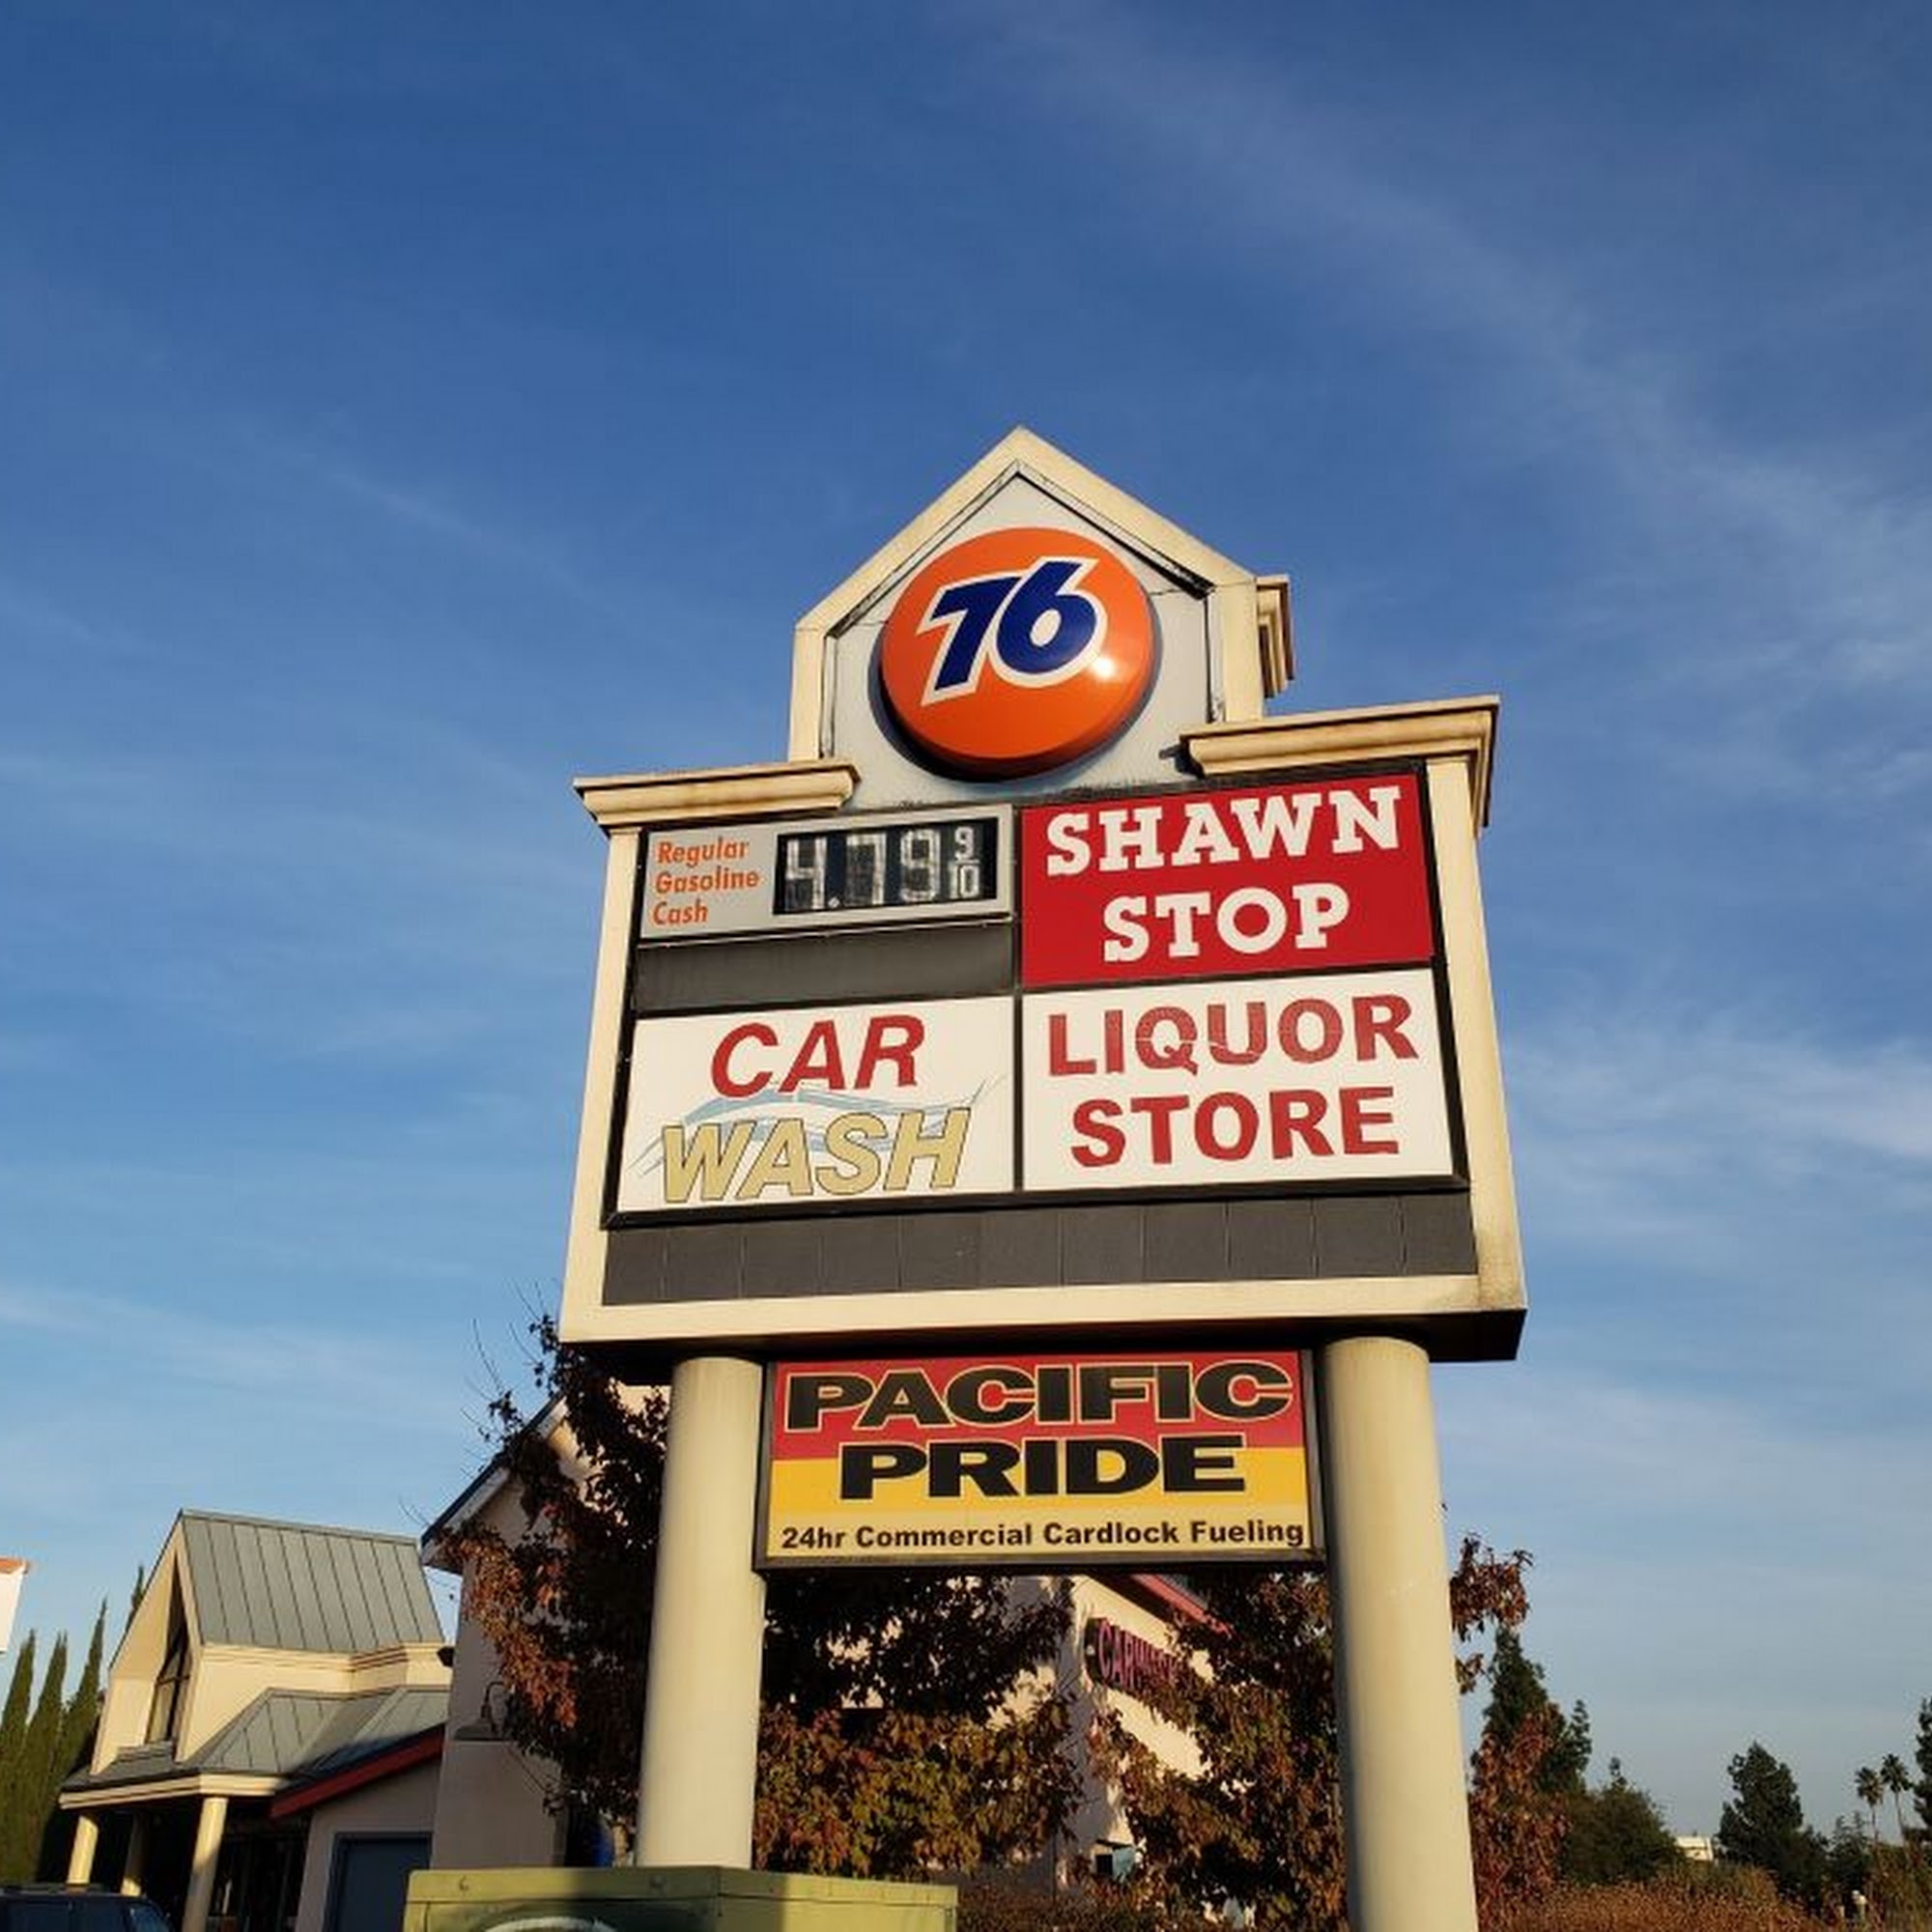 76
Regular
Gasoline
Cash
4.79 9/10
SHAWN
STOP
CAR
WASH
LIQUOR
STORE
PACIFIC
PRIDE
24hr Commercial Cardlock Fueling
CARWASH